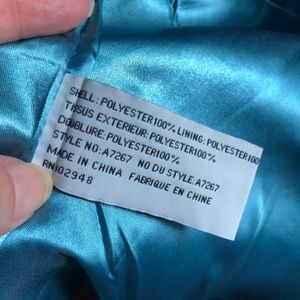 SHELL: POLYESTER100% LINING: POLYESTER100
TISSUS EXTERIEUR:POLYESTER100%
DOUBLURE:POLYESTER100%
STYLE NO:A7267 NO DU STYLE:A7267
MADE IN CHINA FABRIQUE EN CHINE
RN102948